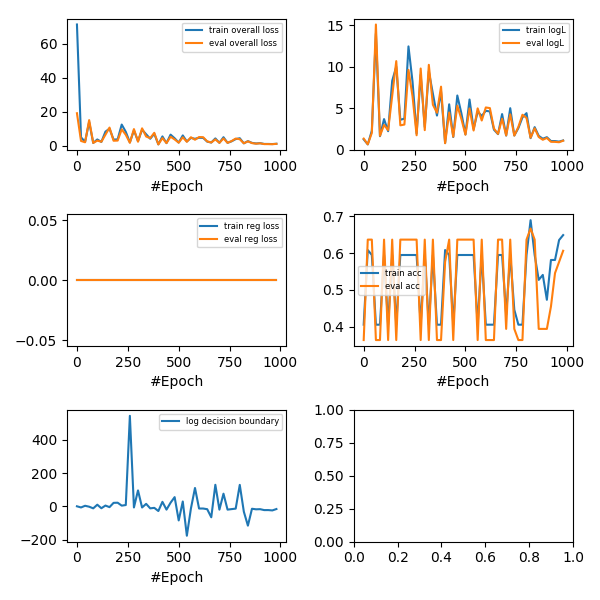 train overall loss
eval overall loss
60
40
20
0
0 250 500 750 1000
#Epoch
train logL
eval logL
15
10
5
0
0 250 500 750 1000
#Epoch
train reg loss
eval reg loss
0.05
0.00
−0.05
0 250 500 750 1000
#Epoch
train acc
eval acc
0.7
0.6
0.5
0.4
0 250 500 750 1000
#Epoch
log decision boundary
400
200
0
−200
0 250 500 750 1000
#Epoch
1.00
0.75
0.50
0.25
0.00
0.0 0.2 0.4 0.6 0.8 1.0